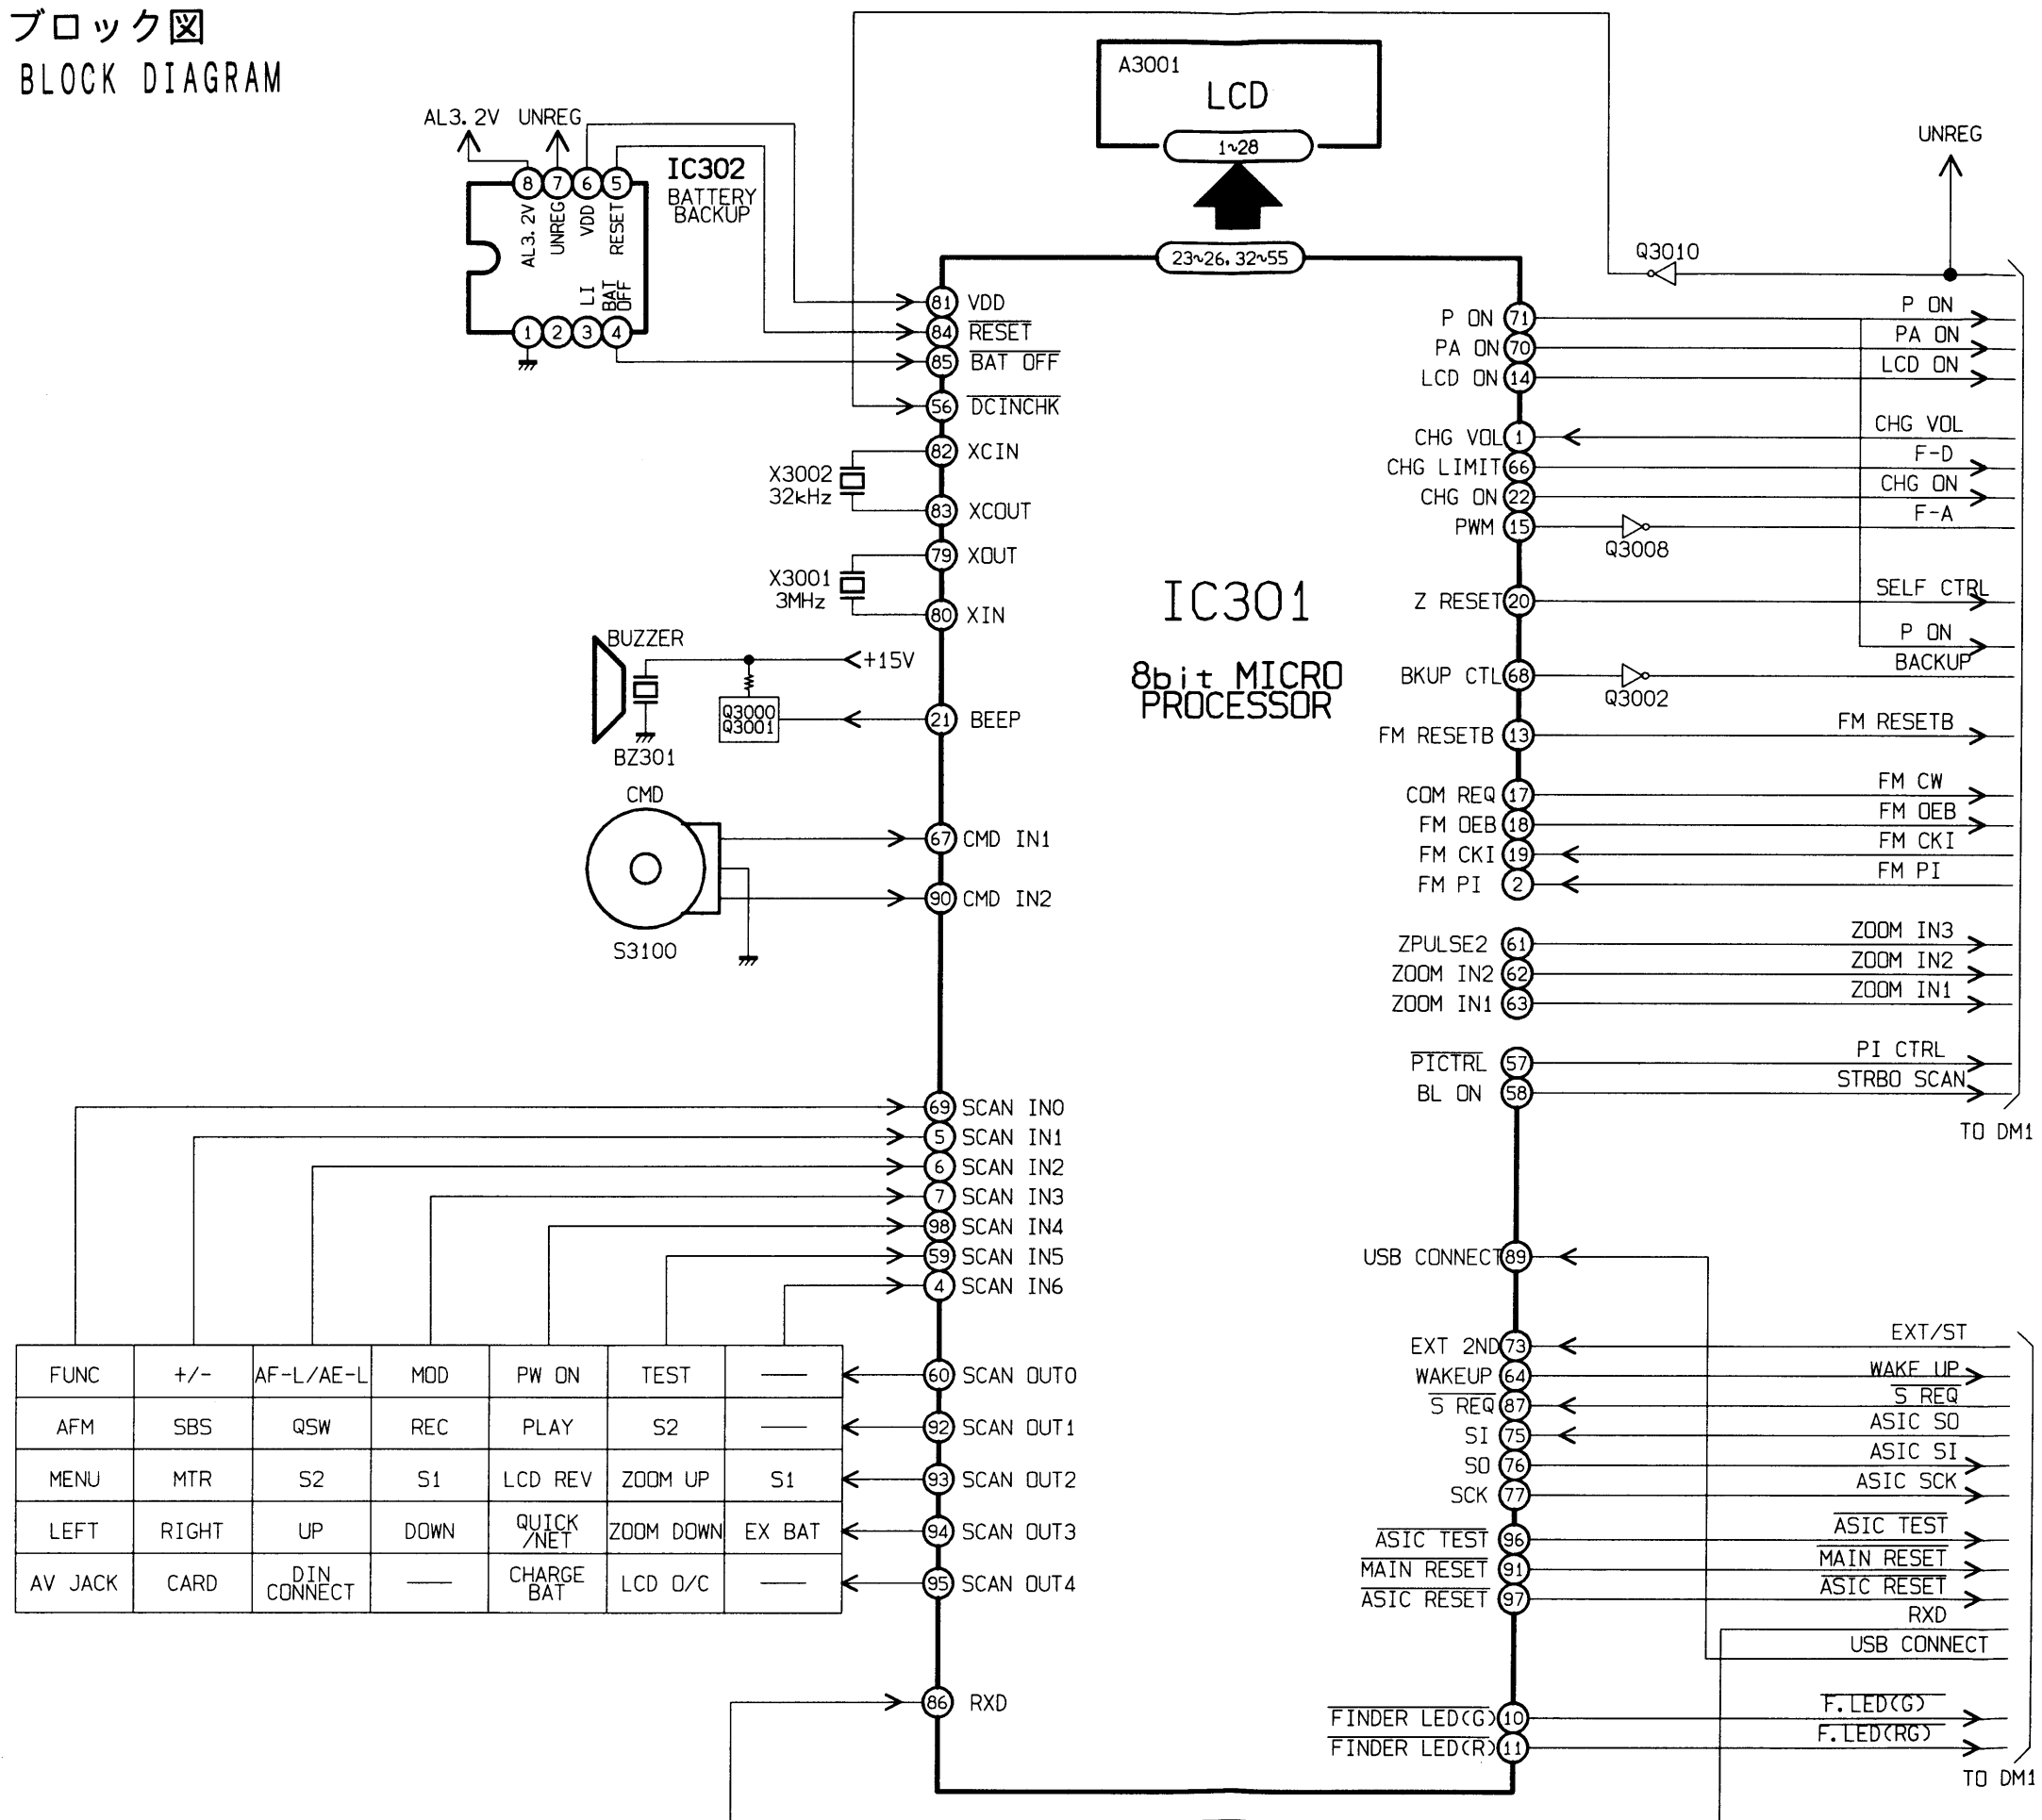 ブロック図
BLOCK DIAGRAM
A3001
LCD
1~28
AL3.2V UNREG
8 7 6 5
AL3.2V UNREG VDD RESET
LI BAT OFF
1 2 3 4
IC302
BATTERY
BACKUP
23~26,32~55
UNREG
Q3010
81 VDD
84 RESET
85 BAT OFF
56 DCINCHK
82 XCIN
X3002
32kHz
83 XCOUT
79 XOUT
X3001
3MHz
80 XIN
BUZZER
+15V
Q3000
Q3001
21 BEEP
BZ301
CMD
67 CMD IN1
90 CMD IN2
S3100
69 SCAN IN0
5 SCAN IN1
6 SCAN IN2
7 SCAN IN3
98 SCAN IN4
59 SCAN IN5
4 SCAN IN6
FUNC +/- AF-L/AE-L MOD PW ON TEST —— 60 SCAN OUT0
AFM SBS QSW REC PLAY S2 —— 92 SCAN OUT1
MENU MTR S2 S1 LCD REV ZOOM UP S1 93 SCAN OUT2
LEFT RIGHT UP DOWN QUICK /NET ZOOM DOWN EX BAT 94 SCAN OUT3
AV JACK CARD DIN CONNECT —— CHARGE BAT LCD O/C —— 95 SCAN OUT4
86 RXD
IC301
8bit MICRO
PROCESSOR
P ON 71 P ON
PA ON 70 PA ON
LCD ON 14 LCD ON
CHG VOL 1 CHG VOL
CHG LIMIT 66 F-D
CHG ON 22 CHG ON
PWM 15 Q3008 F-A
Z RESET 20 SELF CTRL
P ON
BKUP CTL 68 Q3002 BACKUP
FM RESETB 13 FM RESETB
COM REQ 17 FM CW
FM OEB 18 FM OEB
FM CKI 19 FM CKI
FM PI 2 FM PI
ZPULSE2 61 ZOOM IN3
ZOOM IN2 62 ZOOM IN2
ZOOM IN1 63 ZOOM IN1
PICTRL 57 PI CTRL
BL ON 58 STRBO SCAN
TO DM1
USB CONNECT 89
EXT 2ND 73 EXT/ST
WAKEUP 64 WAKE UP
S REQ 87 S REQ
SI 75 ASIC SO
SO 76 ASIC SI
SCK 77 ASIC SCK
ASIC TEST 96 ASIC TEST
MAIN RESET 91 MAIN RESET
ASIC RESET 97 ASIC RESET
RXD
USB CONNECT
FINDER LED(G) 10 F.LED(G)
FINDER LED(R) 11 F.LED(RG)
TO DM1